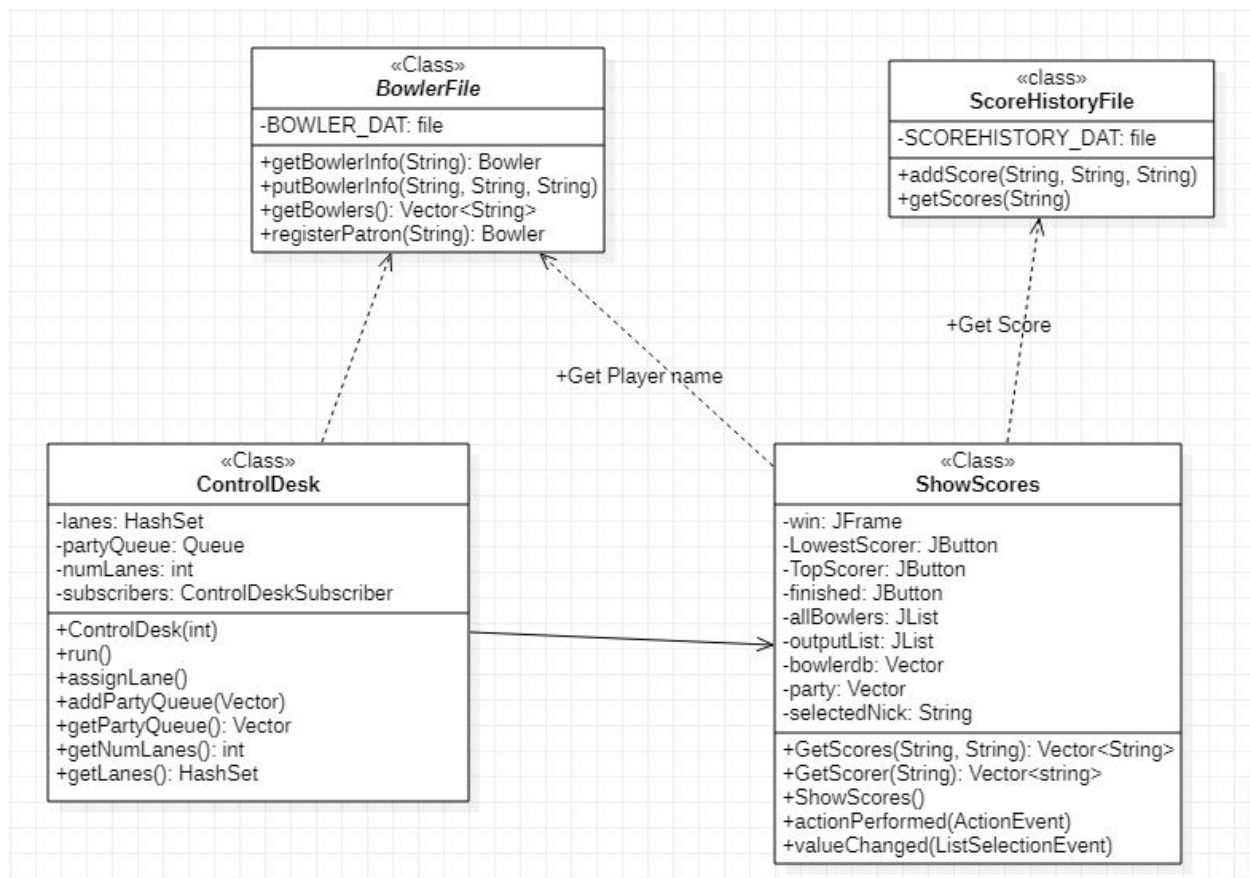 «Class»
BowlerFile
-BOWLER_DAT: file
+getBowlerInfo(String): Bowler
+putBowlerInfo(String, String, String)
+getBowlers(): Vector<String>
+registerPatron(String): Bowler
«class»
ScoreHistoryFile
-SCOREHISTORY_DAT: file
+addScore(String, String, String)
+getScores(String)
+Get Score
+Get Player name
«Class»
ControlDesk
-lanes: HashSet
-partyQueue: Queue
-numLanes: int
-subscribers: ControlDeskSubscriber
+ControlDesk(int)
+run()
+assignLane()
+addPartyQueue(Vector)
+getPartyQueue(): Vector
+getNumLanes(): int
+getLanes(): HashSet
«Class»
ShowScores
-win: JFrame
-LowestScorer: JButton
-TopScorer: JButton
-finished: JButton
-allBowlers: JList
-outputList: JList
-bowlerdb: Vector
-party: Vector
-selectedNick: String
+GetScores(String, String): Vector<String>
+GetScorer(String): Vector<string>
+ShowScores()
+actionPerformed(ActionEvent)
+valueChanged(ListSelectionEvent)